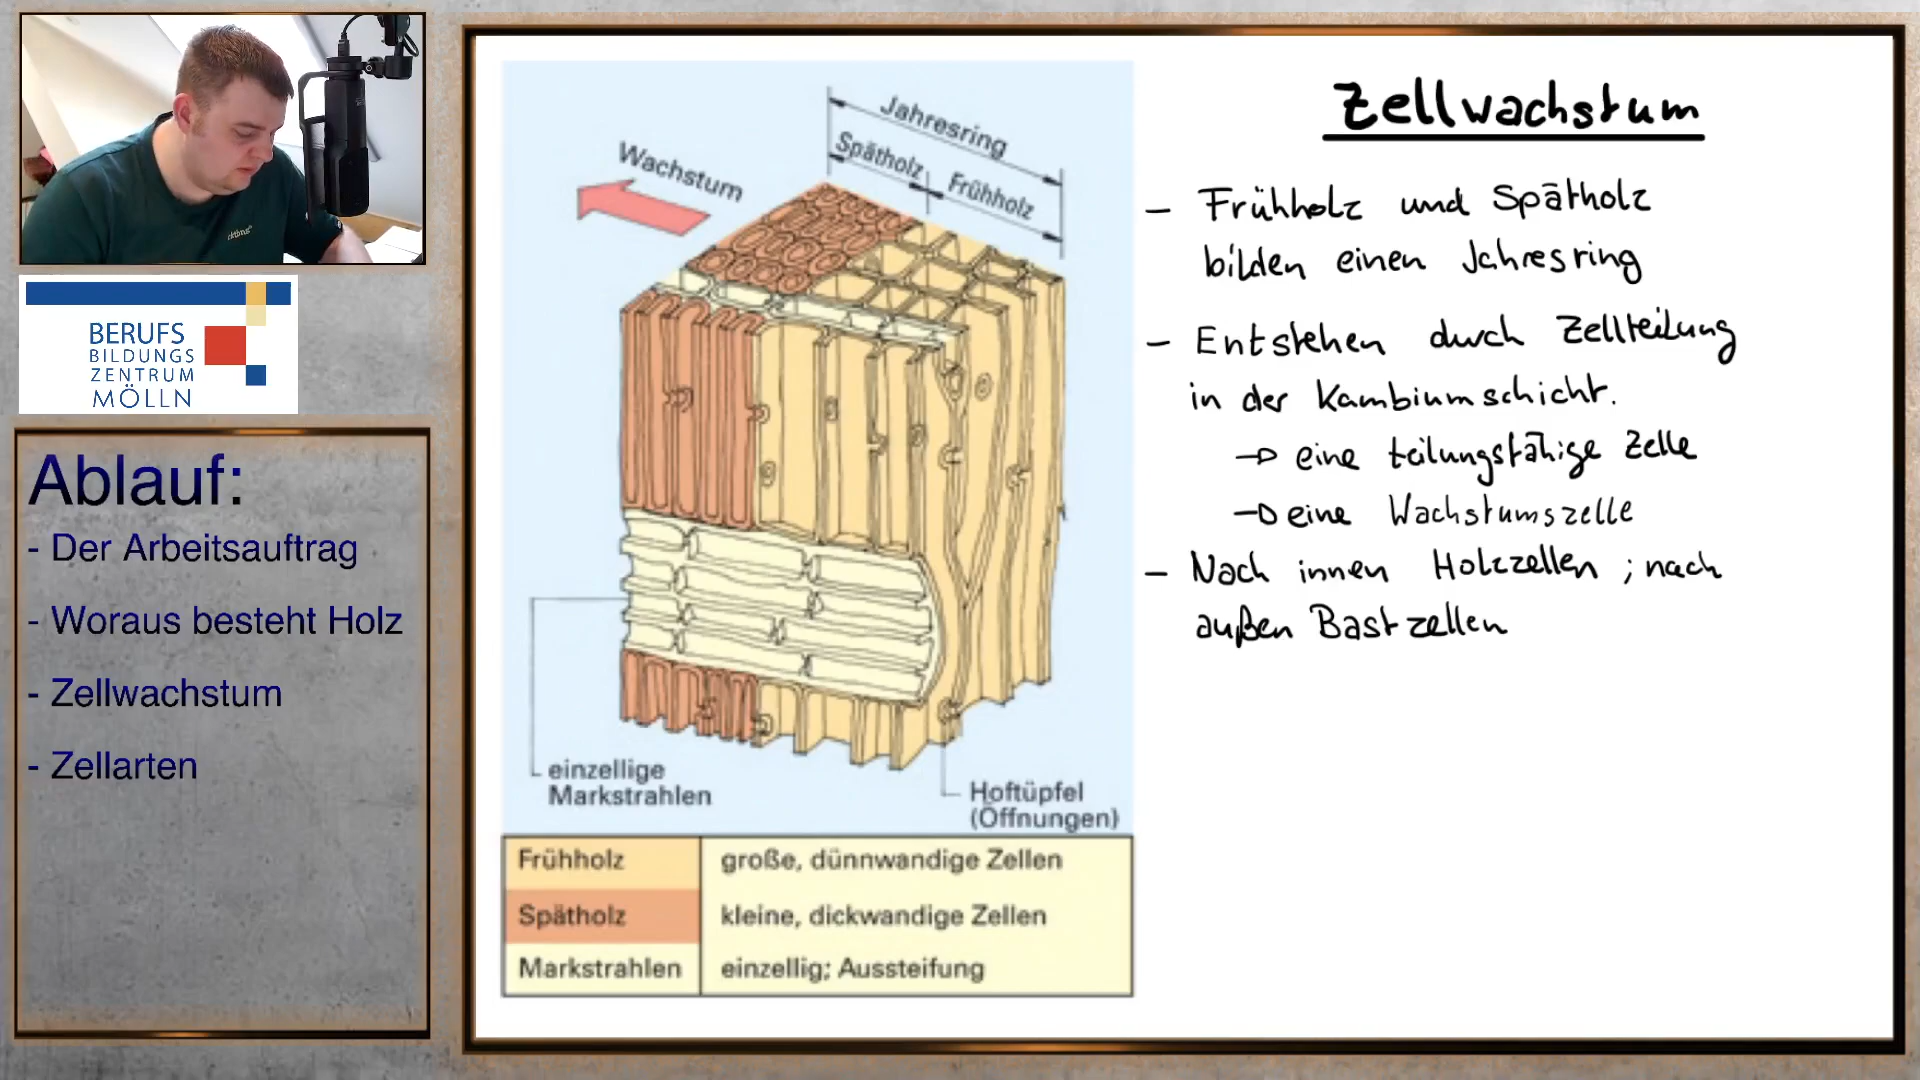 BERUFS
BILDUNGS
ZENTRUM
MÖLLN
Ablauf:
- Der Arbeitsauftrag
- Woraus besteht Holz
- Zellwachstum
- Zellarten
Jahresring
Spätholz
Frühholz
Wachstum
einzellige
Markstrahlen
Hoftüpfel
(Öffnungen)
Frühholz große, dünnwandige Zellen
Spätholz kleine, dickwandige Zellen
Markstrahlen einzellig; Aussteifung
Zellwachstum
- Frühholz und Spätholz
bilden einen Jahresring
- Entstehen durch Zellteilung
in der Kambiumschicht.
→ eine teilungsfähige Zelle
→ eine Wachstumszelle
- Nach innen Holzzellen ; nach
außen Bastzellen